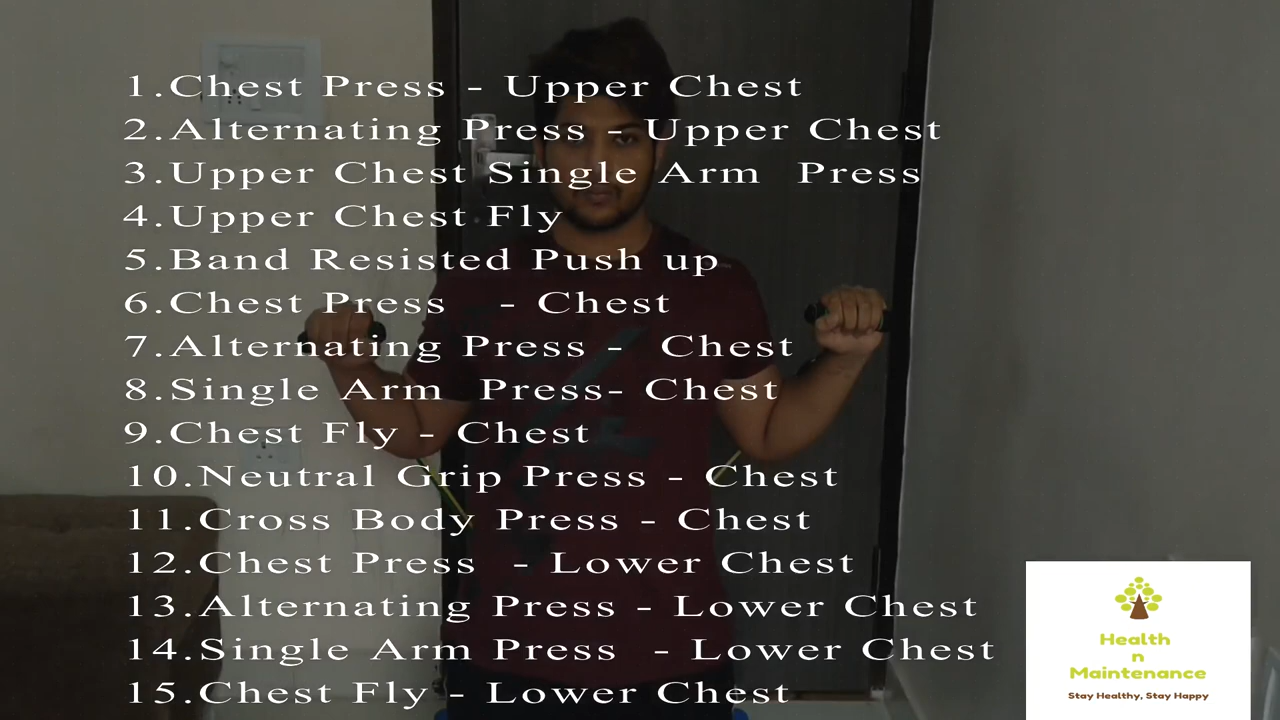 1.Chest Press - Upper Chest
2.Alternating Press - Upper Chest
3.Upper Chest Single Arm  Press
4.Upper Chest Fly
5.Band Resisted Push up
6.Chest Press   - Chest
7.Alternating Press -  Chest
8.Single Arm  Press- Chest
9.Chest Fly - Chest
10.Neutral Grip Press - Chest
11.Cross Body Press - Chest
12.Chest Press  - Lower Chest
13.Alternating Press - Lower Chest
14.Single Arm Press  - Lower Chest
15.Chest Fly - Lower Chest
Health
n
Maintenance
Stay Healthy, Stay Happy